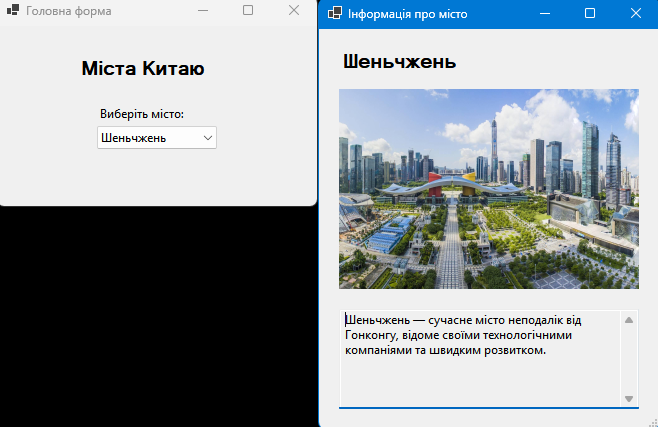 Головна форма
Міста Китаю
Виберіть місто:
Шеньчжень
Інформація про місто
Шеньчжень
Шеньчжень — сучасне місто неподалік від
Гонконгу, відоме своїми технологічними
компаніями та швидким розвитком.